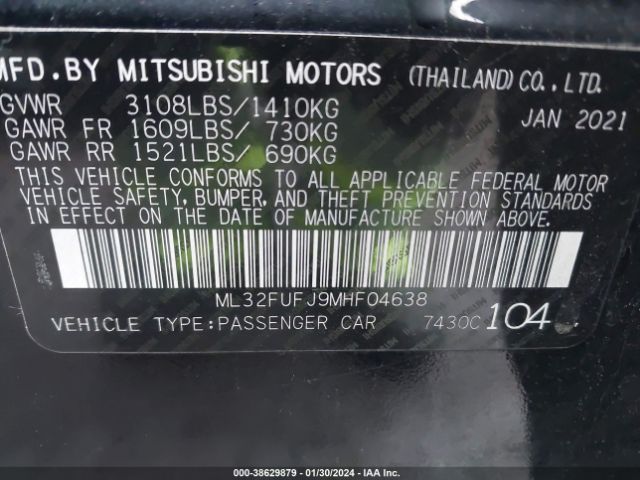 MFD.BY MITSUBISHI MOTORS (THAILAND)CO.,LTD.
GVWR 3108LBS/1410KG JAN 2021
GAWR FR 1609LBS/ 730KG
GAWR RR 1521LBS/ 690KG
THIS VEHICLE CONFORMS TO ALL APPLICABLE FEDERAL MOTOR
VEHICLE SAFETY, BUMPER, AND THEFT PREVENTION STANDARDS
IN EFFECT ON THE DATE OF MANUFACTURE SHOWN ABOVE.
ML32FUFJ9MHF04638
VEHICLE TYPE:PASSENGER CAR 7430C 104
000-38629879 - 01/30/2024 - IAA Inc.